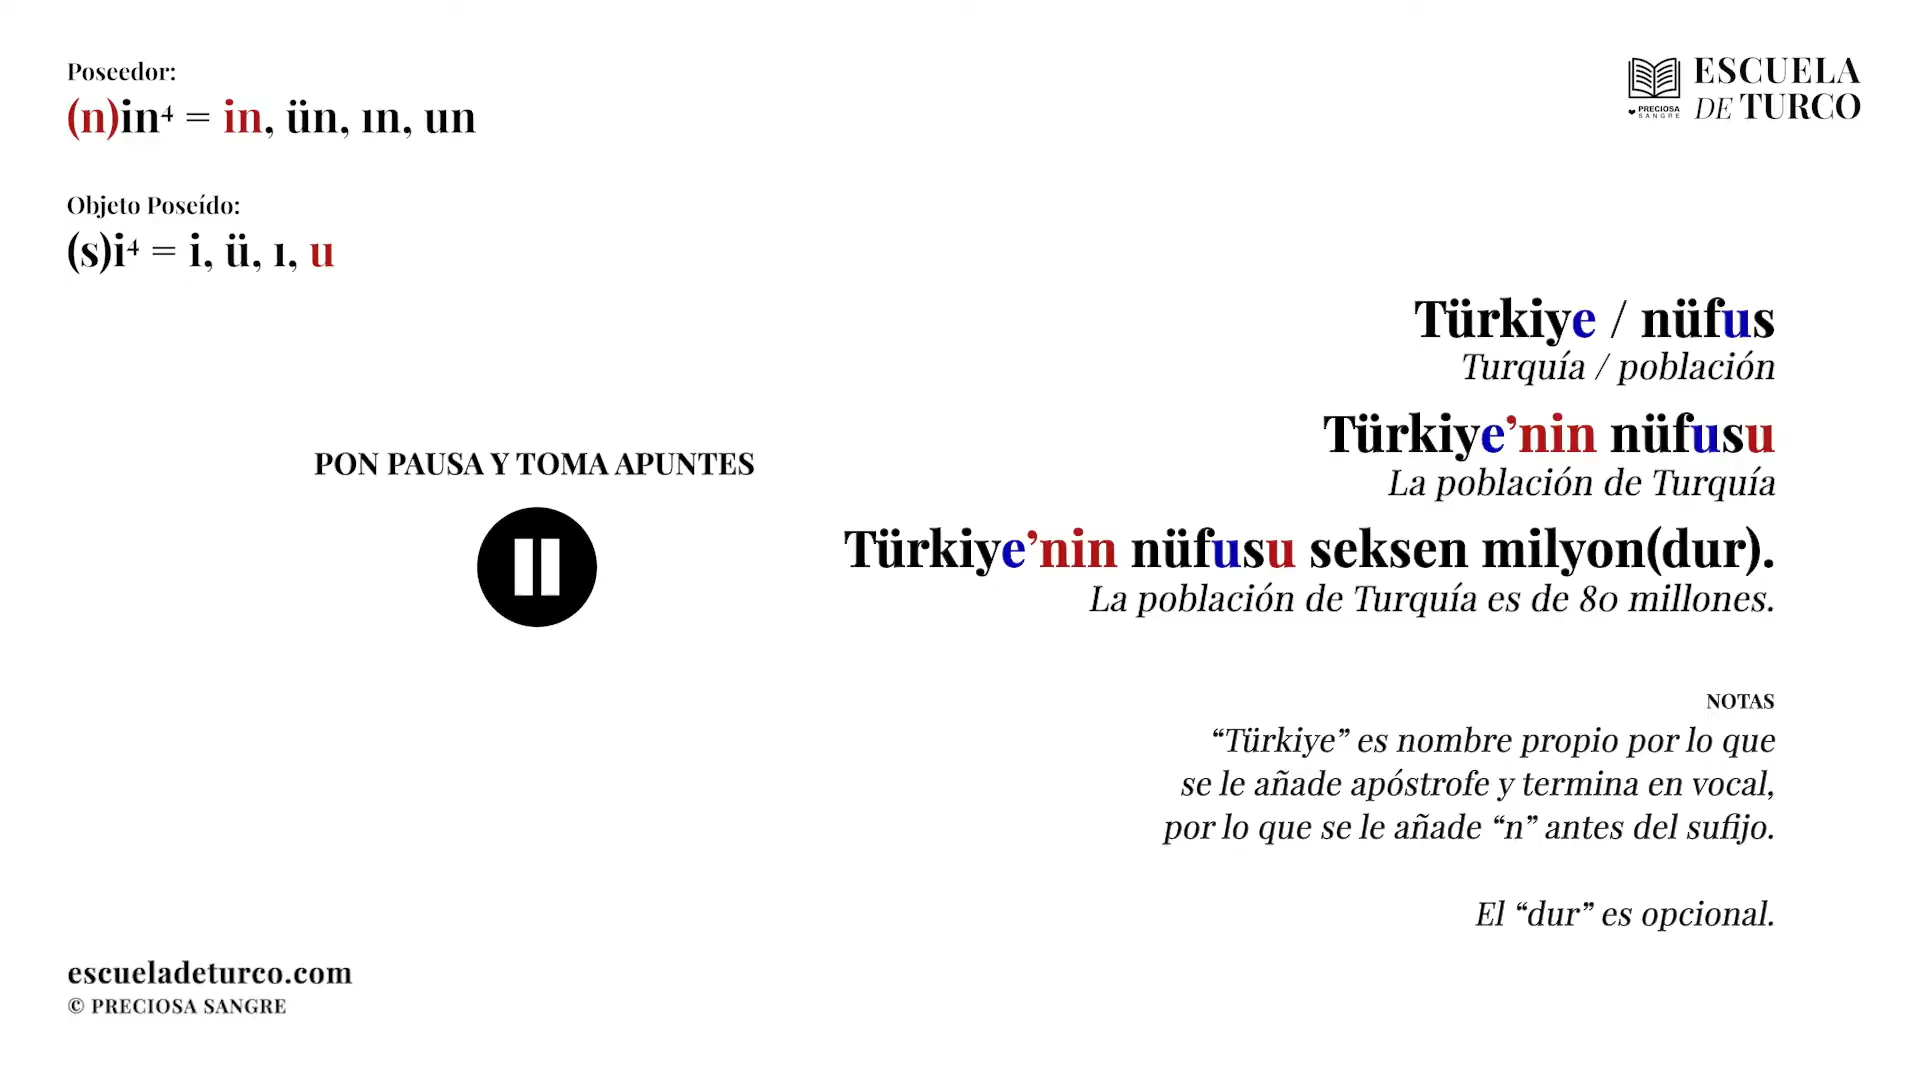 Poseedor:
(n)in⁴ = in, ün, ın, un
Objeto Poseído:
(s)i⁴ = i, ü, ı, u
PRECIOSA
SANGRE
ESCUELA
DE TURCO
PON PAUSA Y TOMA APUNTES
Türkiye / nüfus
Turquía / población
Türkiye’nin nüfusu
La población de Turquía
Türkiye’nin nüfusu seksen milyon(dur).
La población de Turquía es de 80 millones.
NOTAS
“Türkiye” es nombre propio por lo que
se le añade apóstrofe y termina en vocal,
por lo que se le añade “n” antes del sufijo.
El “dur” es opcional.
escueladeturco.com
© PRECIOSA SANGRE